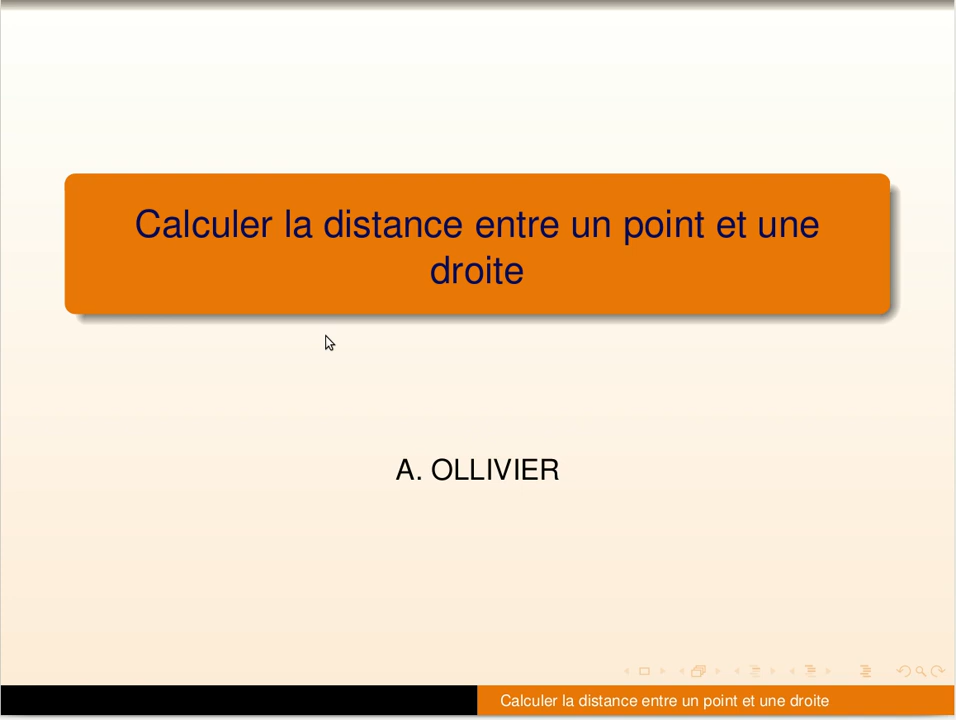 Calculer la distance entre un point et une
droite
A. OLLIVIER
Calculer la distance entre un point et une droite